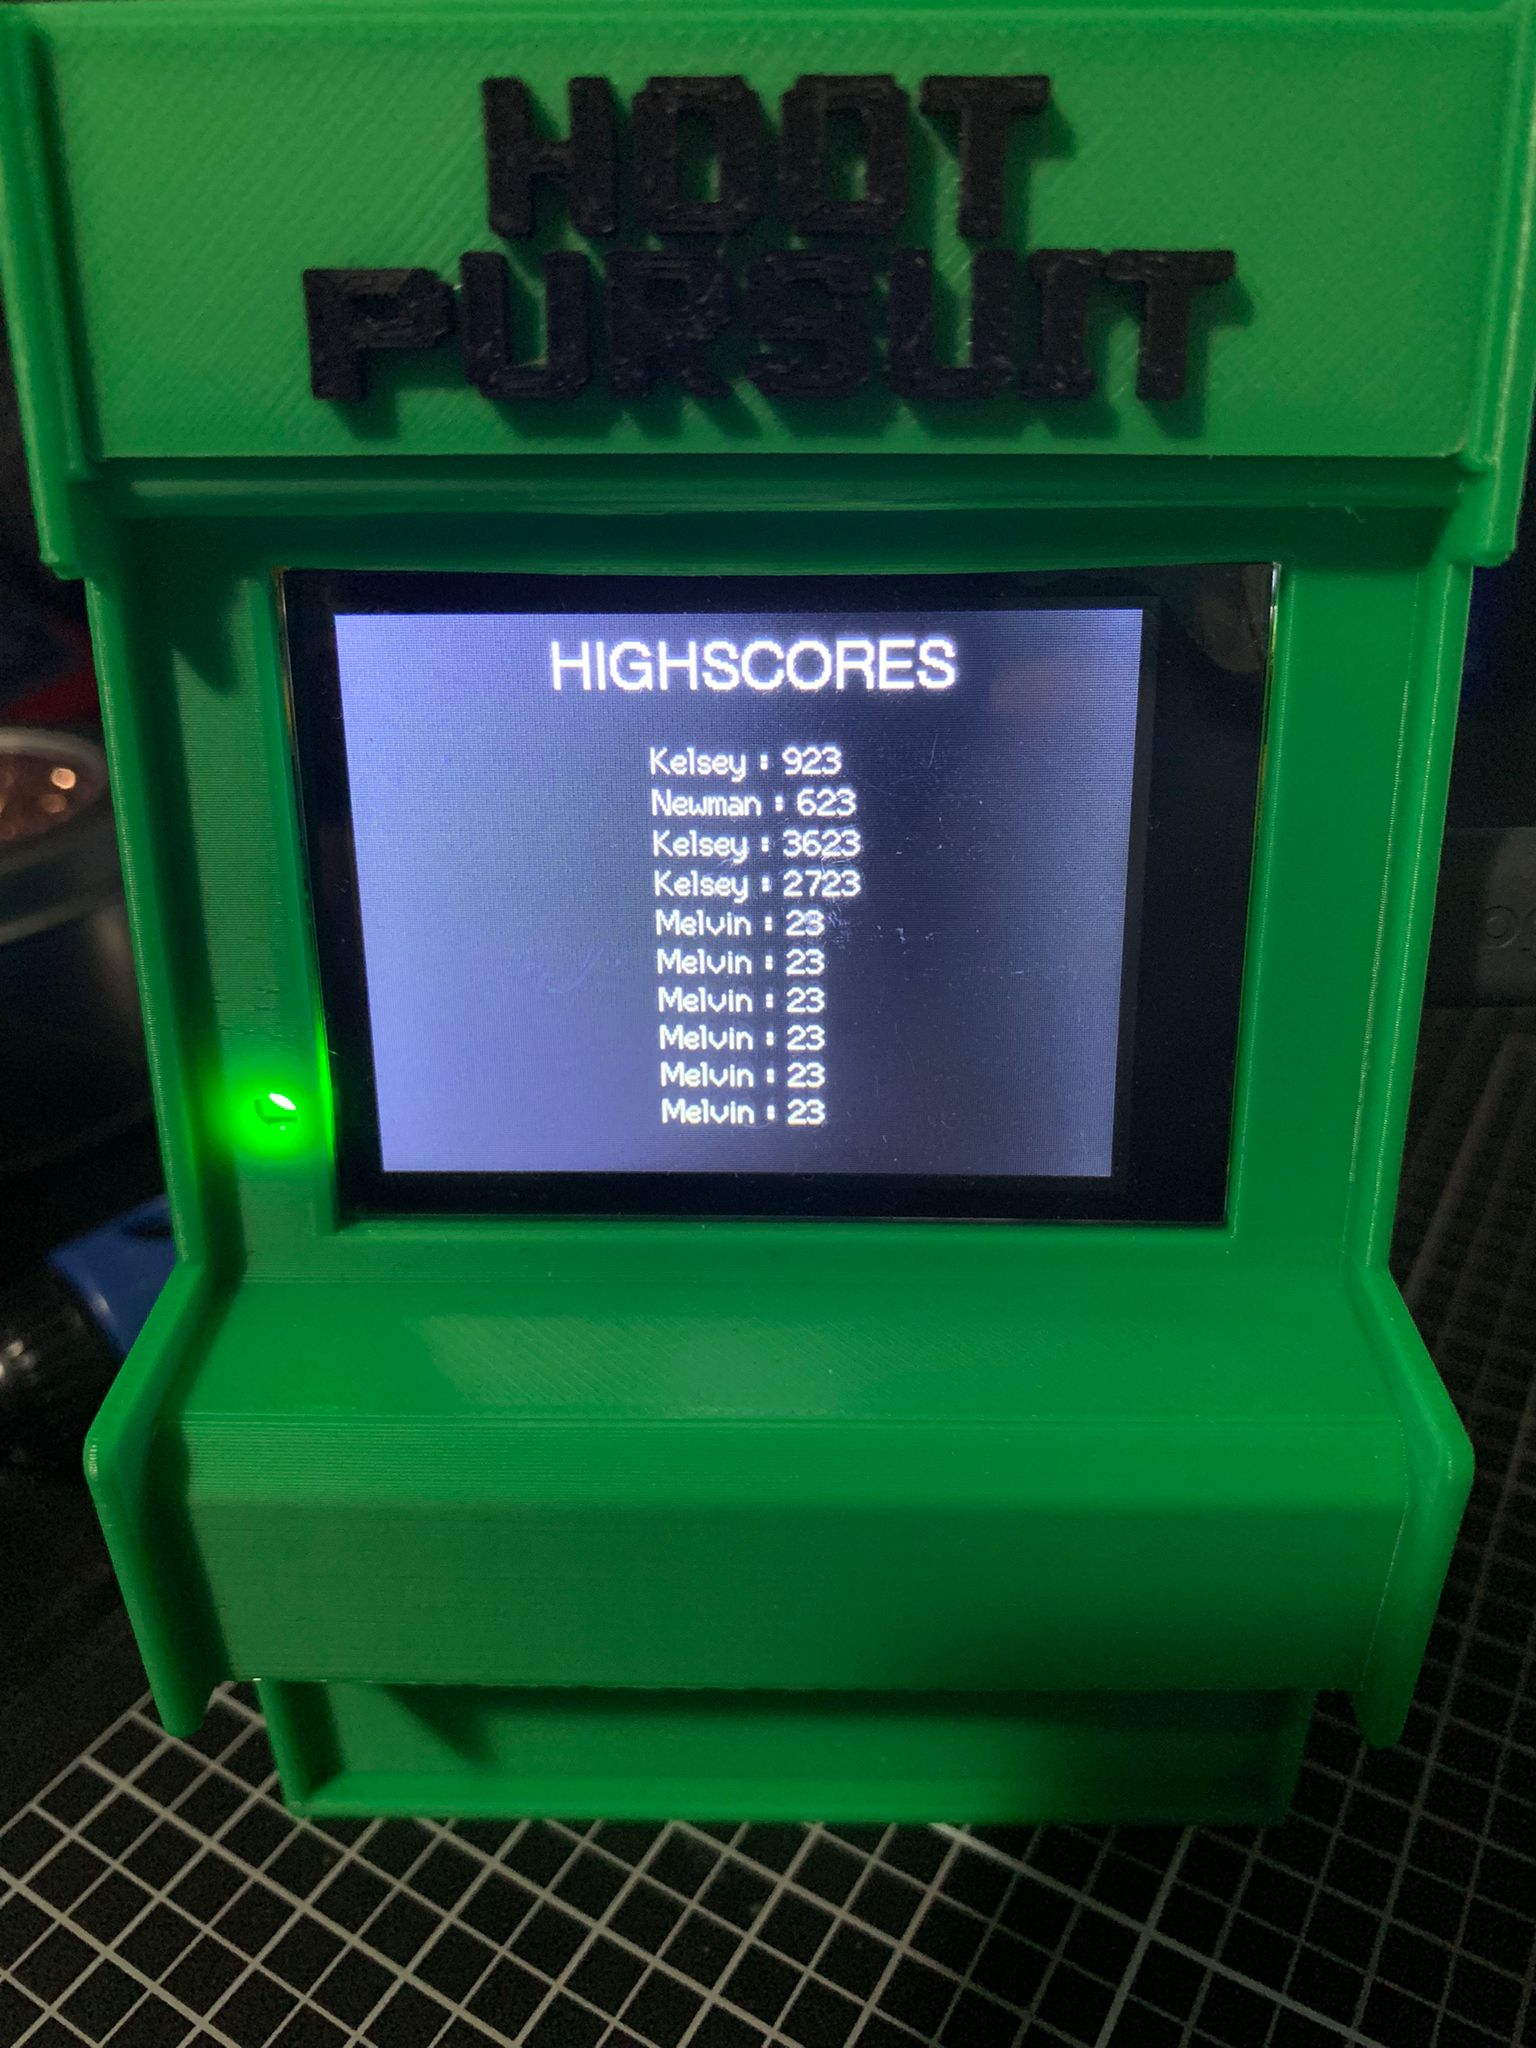 HOOT
PURSUIT
HIGHSCORES
Kelsey : 923
Newman : 623
Kelsey : 3623
Kelsey : 2723
Melvin : 23
Melvin : 23
Melvin : 23
Melvin : 23
Melvin : 23
Melvin : 23